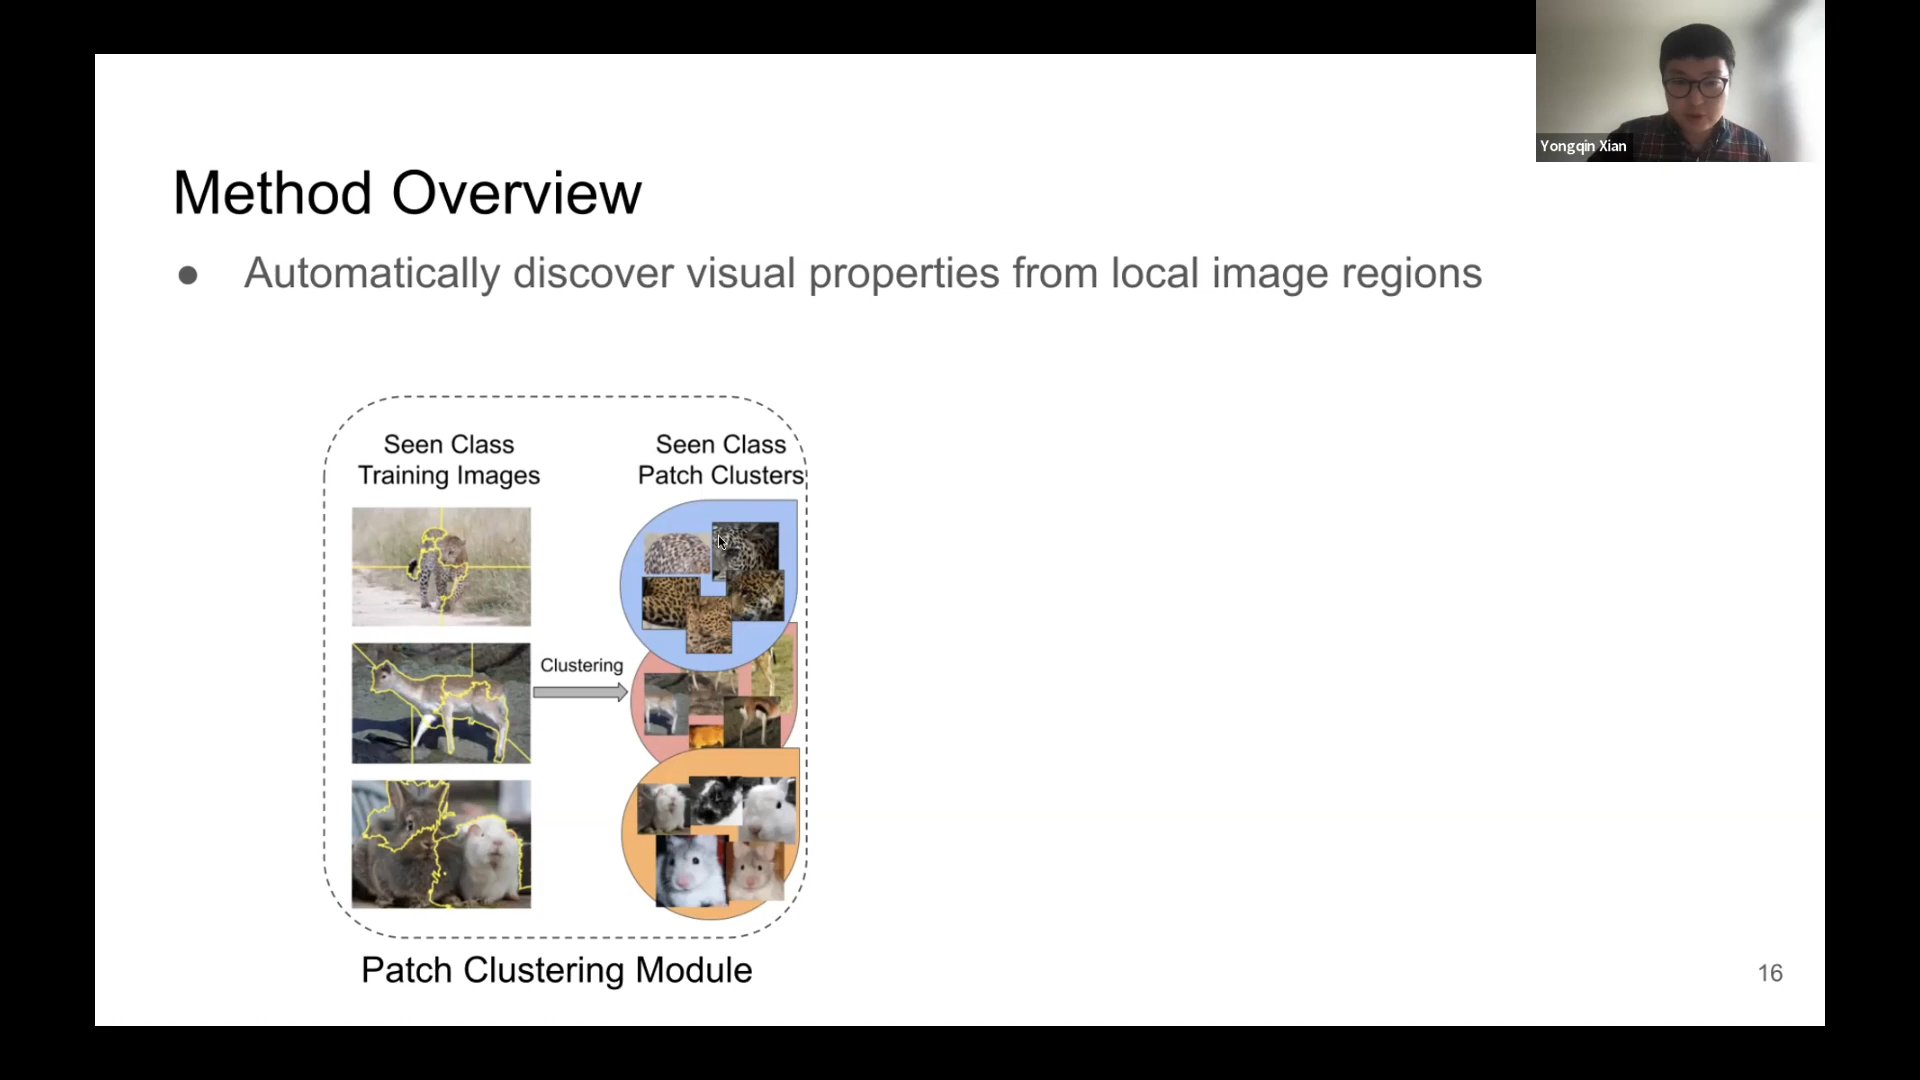 Yongqin Xian
Method Overview
● Automatically discover visual properties from local image regions
Seen Class
Training Images
Seen Class
Patch Clusters
Clustering
Patch Clustering Module
16